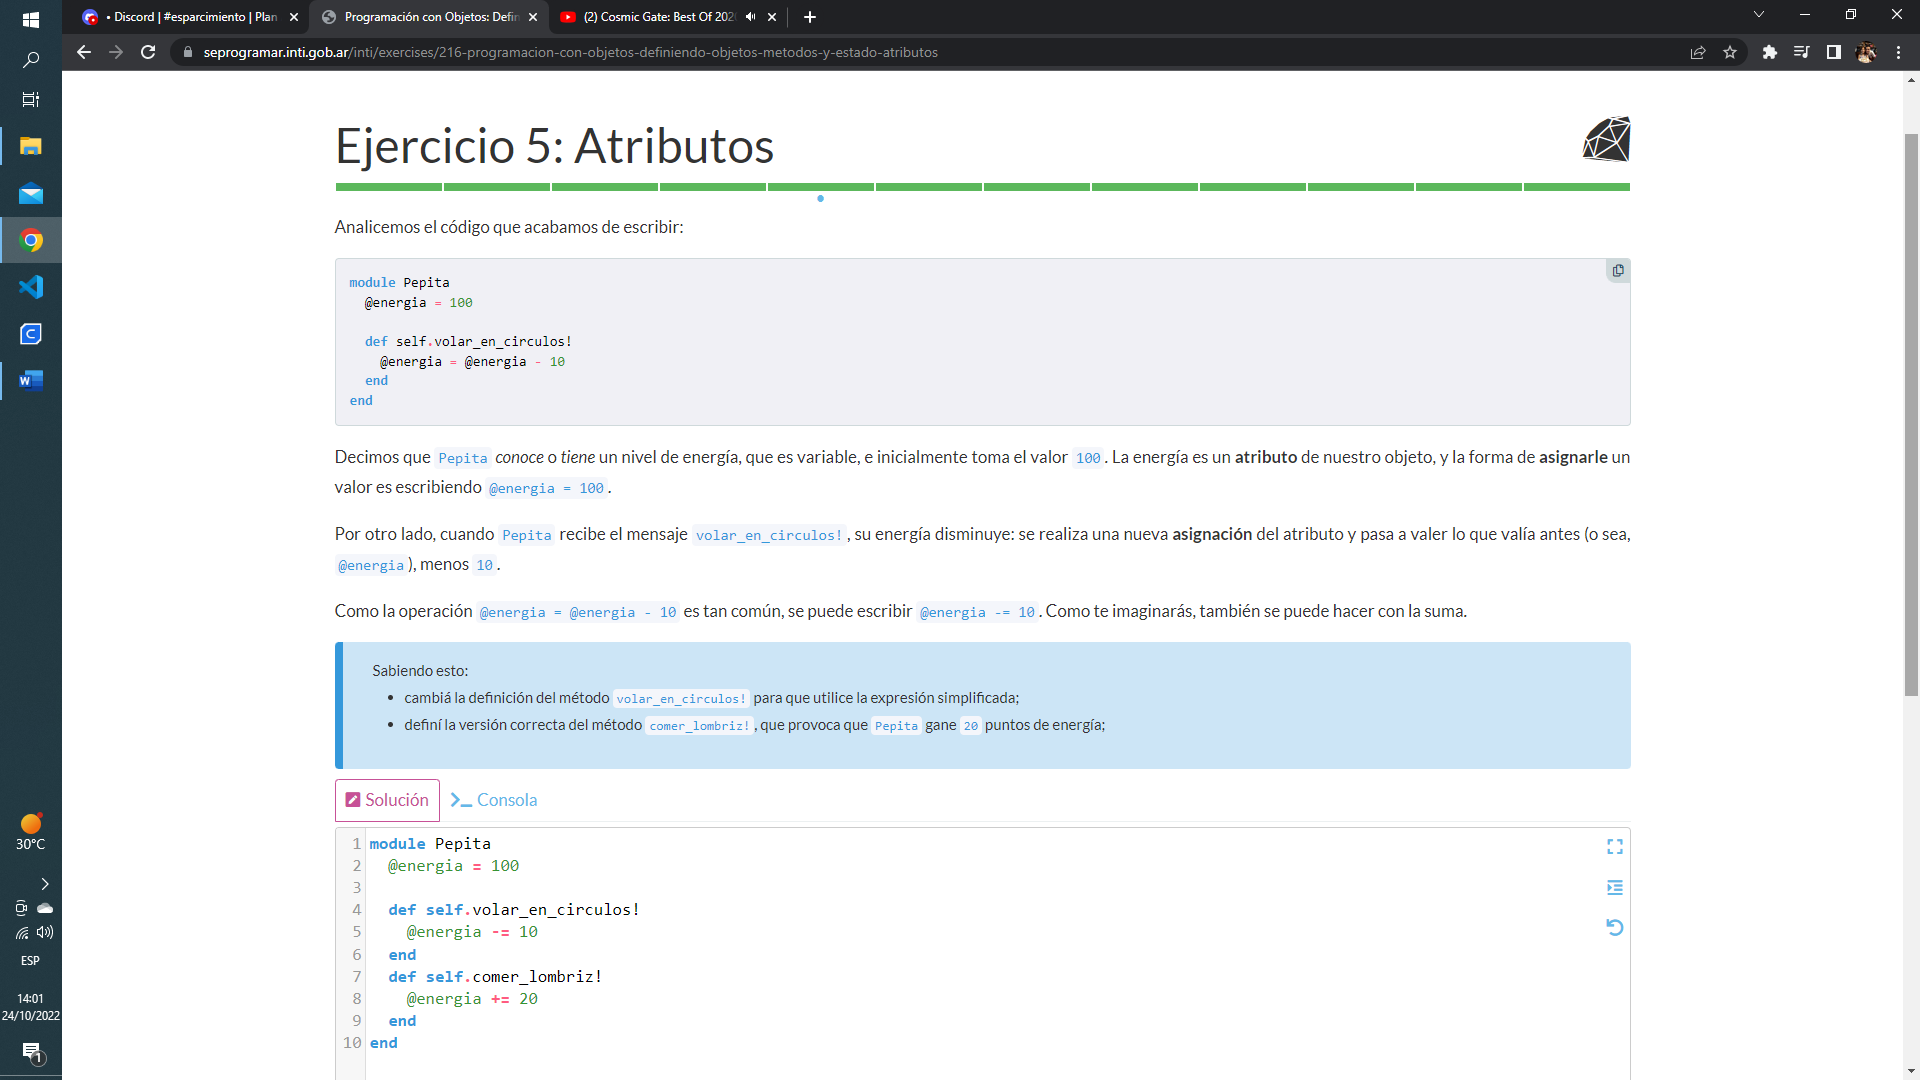 • Discord | #esparcimiento | Plan
Programación con Objetos: Defin
(2) Cosmic Gate: Best Of 2020
seprogramar.inti.gob.ar/inti/exercises/216-programacion-con-objetos-definiendo-objetos-metodos-y-estado-atributos
Ejercicio 5: Atributos
Analicemos el código que acabamos de escribir:
module Pepita
@energia = 100
def self.volar_en_circulos!
@energia = @energia - 10
end
end
Decimos que Pepita conoce o tiene un nivel de energía, que es variable, e inicialmente toma el valor 100. La energía es un atributo de nuestro objeto, y la forma de asignarle un
valor es escribiendo @energia = 100.
Por otro lado, cuando Pepita recibe el mensaje volar_en_circulos!, su energía disminuye: se realiza una nueva asignación del atributo y pasa a valer lo que valía antes (o sea,
@energia), menos 10.
Como la operación @energia = @energia - 10 es tan común, se puede escribir @energia -= 10. Como te imaginarás, también se puede hacer con la suma.
Sabiendo esto:
• cambiá la definición del método volar_en_circulos! para que utilice la expresión simplificada;
• definí la versión correcta del método comer_lombriz!, que provoca que Pepita gane 20 puntos de energía;
Solución
Consola
1 module Pepita
2 @energia = 100
3
4 def self.volar_en_circulos!
5 @energia -= 10
6 end
7 def self.comer_lombriz!
8 @energia += 20
9 end
10 end
30°C
ESP
14:01
24/10/2022
1